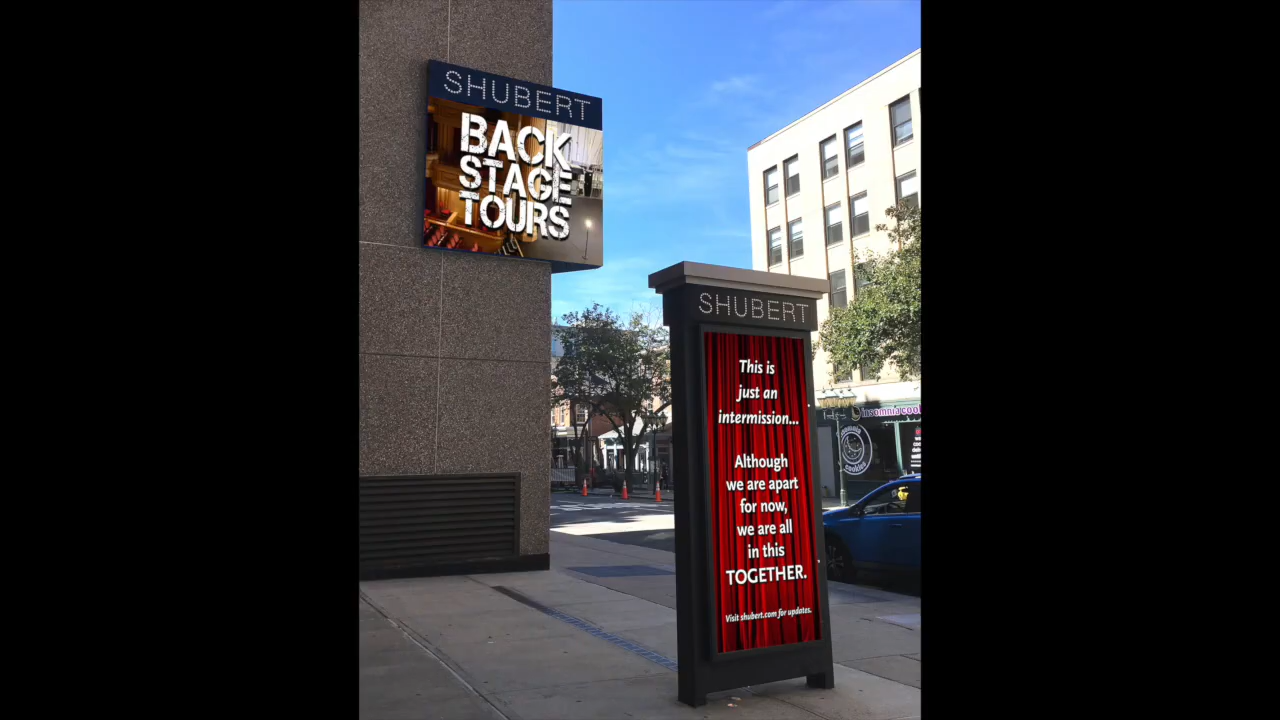 SHUBERT
BACK
STAGE
TOURS
SHUBERT
This is
just an
intermission...
Although
we are apart
for now,
we are all
in this
TOGETHER.
Visit shubert.com for updates.
insomnia cook
insomnia
cookies